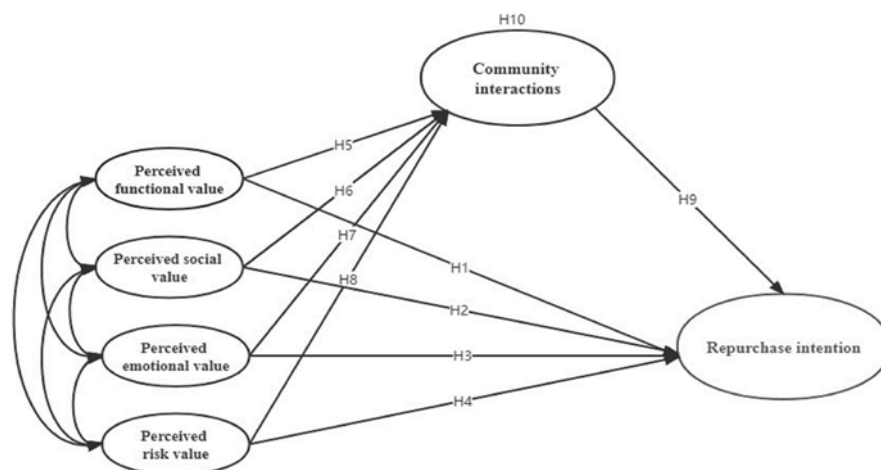 H10
Community
interactions
H5
Perceived
functional value
H6
H9
H7
Perceived social
value
H8
H1
H2
Repurchase intention
Perceived
emotional value
H3
H4
Perceived
risk value